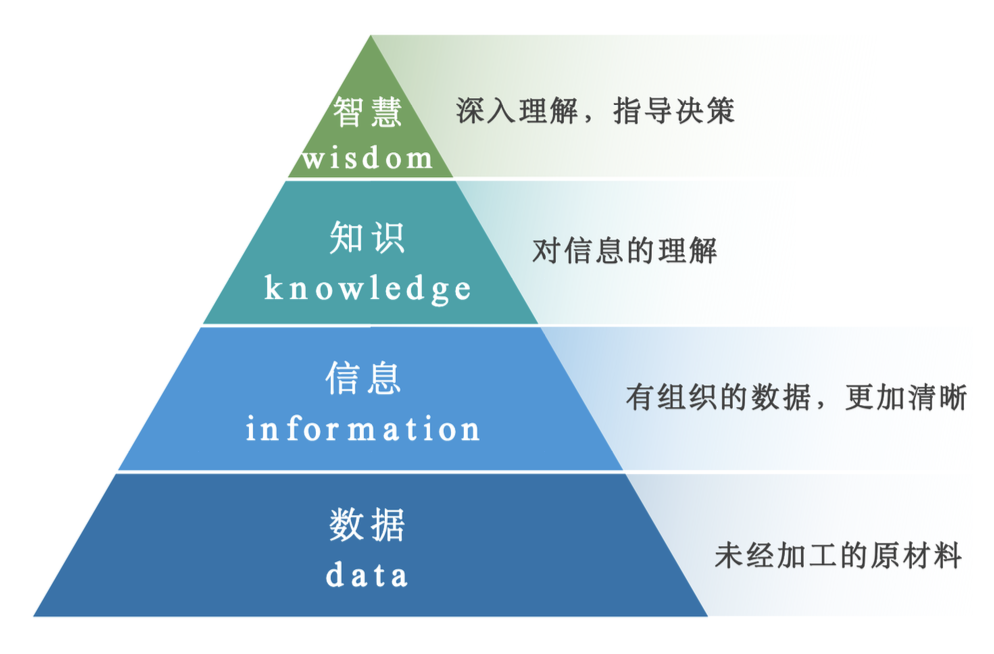 智慧
wisdom
深入理解，指导决策
知识
knowledge
对信息的理解
信息
information
有组织的数据，更加清晰
数据
data
未经加工的原材料